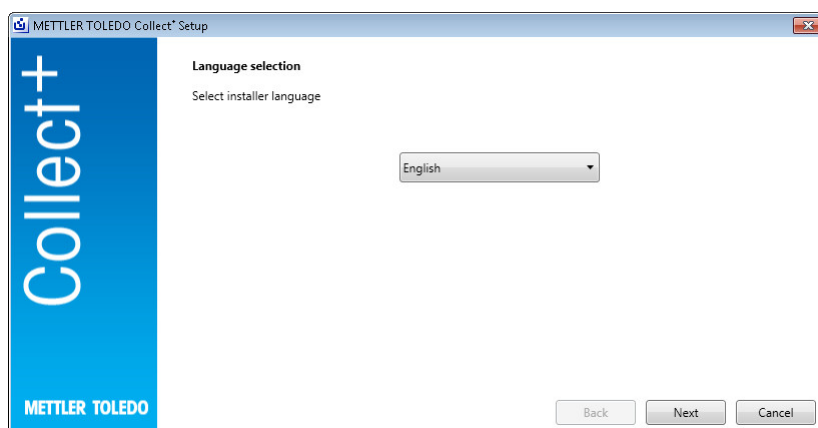 METTLER TOLEDO Collect⁺ Setup
Collect+
Language selection
Select installer language
English
METTLER TOLEDO
Back
Next
Cancel